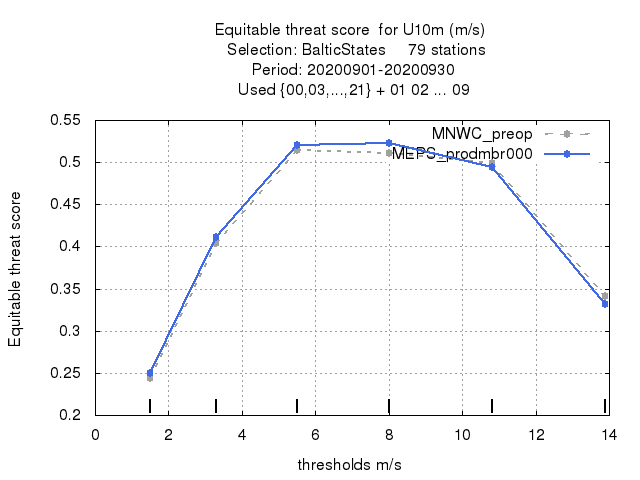 Equitable threat score  for U10m (m/s)
Selection: BalticStates     79 stations
Period: 20200901-20200930
Used {00,03,...,21} + 01 02 ... 09
0.55
MNWC_preop
0.5
MEPS_prodmbr000
0.45
0.4
0.35
0.3
0.25
0.2
Equitable threat score
0 2 4 6 8 10 12 14
thresholds m/s